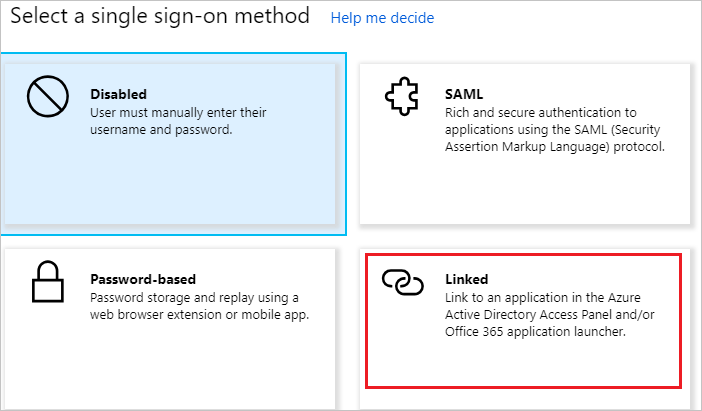 Select a single sign-on method Help me decide
Disabled
User must manually enter their
username and password.
SAML
Rich and secure authentication to
applications using the SAML (Security
Assertion Markup Language) protocol.
Password-based
Password storage and replay using a
web browser extension or mobile app.
Linked
Link to an application in the Azure
Active Directory Access Panel and/or
Office 365 application launcher.